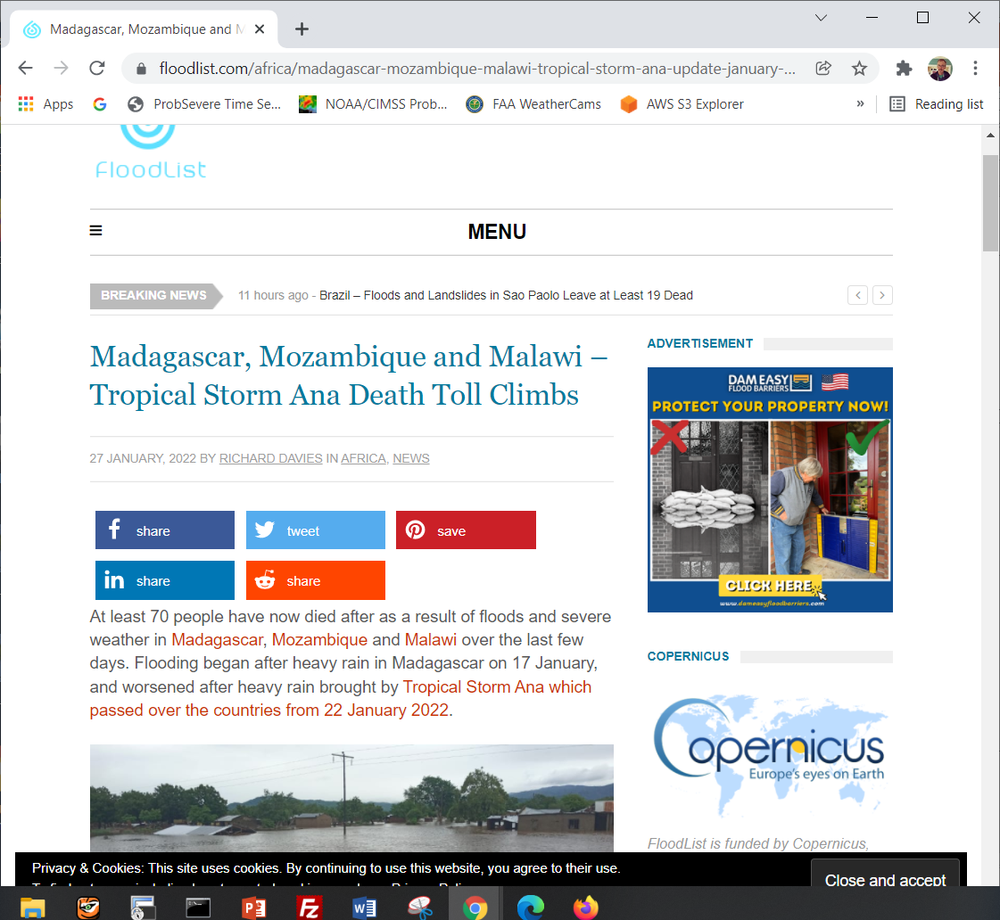 Madagascar, Mozambique and M
floodlist.com/africa/madagascar-mozambique-malawi-tropical-storm-ana-update-january-...
Apps
ProbSevere Time Se...
NOAA/CIMSS Prob...
FAA WeatherCams
AWS S3 Explorer
»
Reading list
FloodList
MENU
BREAKING NEWS
11 hours ago - Brazil – Floods and Landslides in Sao Paolo Leave at Least 19 Dead
Madagascar, Mozambique and Malawi –
Tropical Storm Ana Death Toll Climbs
27 JANUARY, 2022 BY RICHARD DAVIES IN AFRICA, NEWS
share
tweet
save
share
share
At least 70 people have now died after as a result of floods and severe
weather in Madagascar, Mozambique and Malawi over the last few
days. Flooding began after heavy rain in Madagascar on 17 January,
and worsened after heavy rain brought by Tropical Storm Ana which
passed over the countries from 22 January 2022.
ADVERTISEMENT
DAM EASY
FLOOD BARRIERS
PROTECT YOUR PROPERTY NOW!
CLICK HERE
www.dameasyfloodbarriers.com
COPERNICUS
Copernicus
Europe's eyes on Earth
FloodList is funded by Copernicus,
Privacy & Cookies: This site uses cookies. By continuing to use this website, you agree to their use.
Close and accept